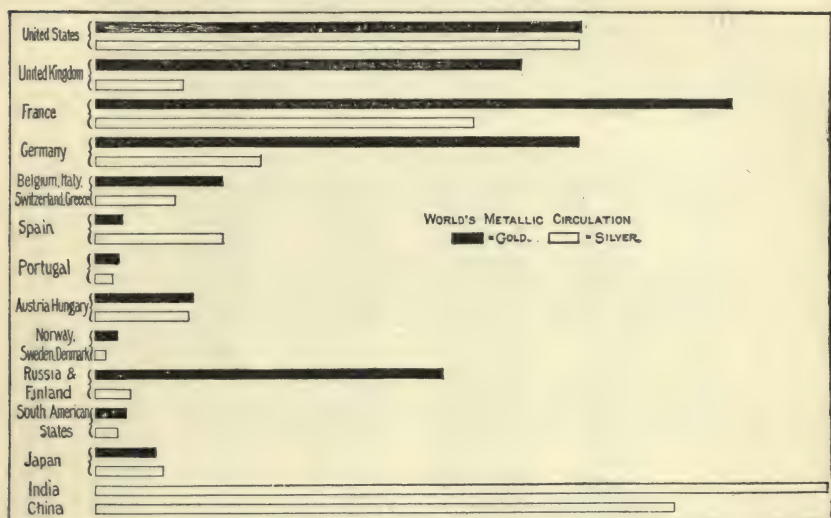 United States
United Kingdom
France
Germany
Belgium, Italy,
Switzerland, Greece
Spain
WORLD'S METALLIC CIRCULATION
= GOLD. = SILVER.
Portugal
Austria Hungary
Norway,
Sweden, Denmark
Russia &
Finland
South American
States
Japan
India
China